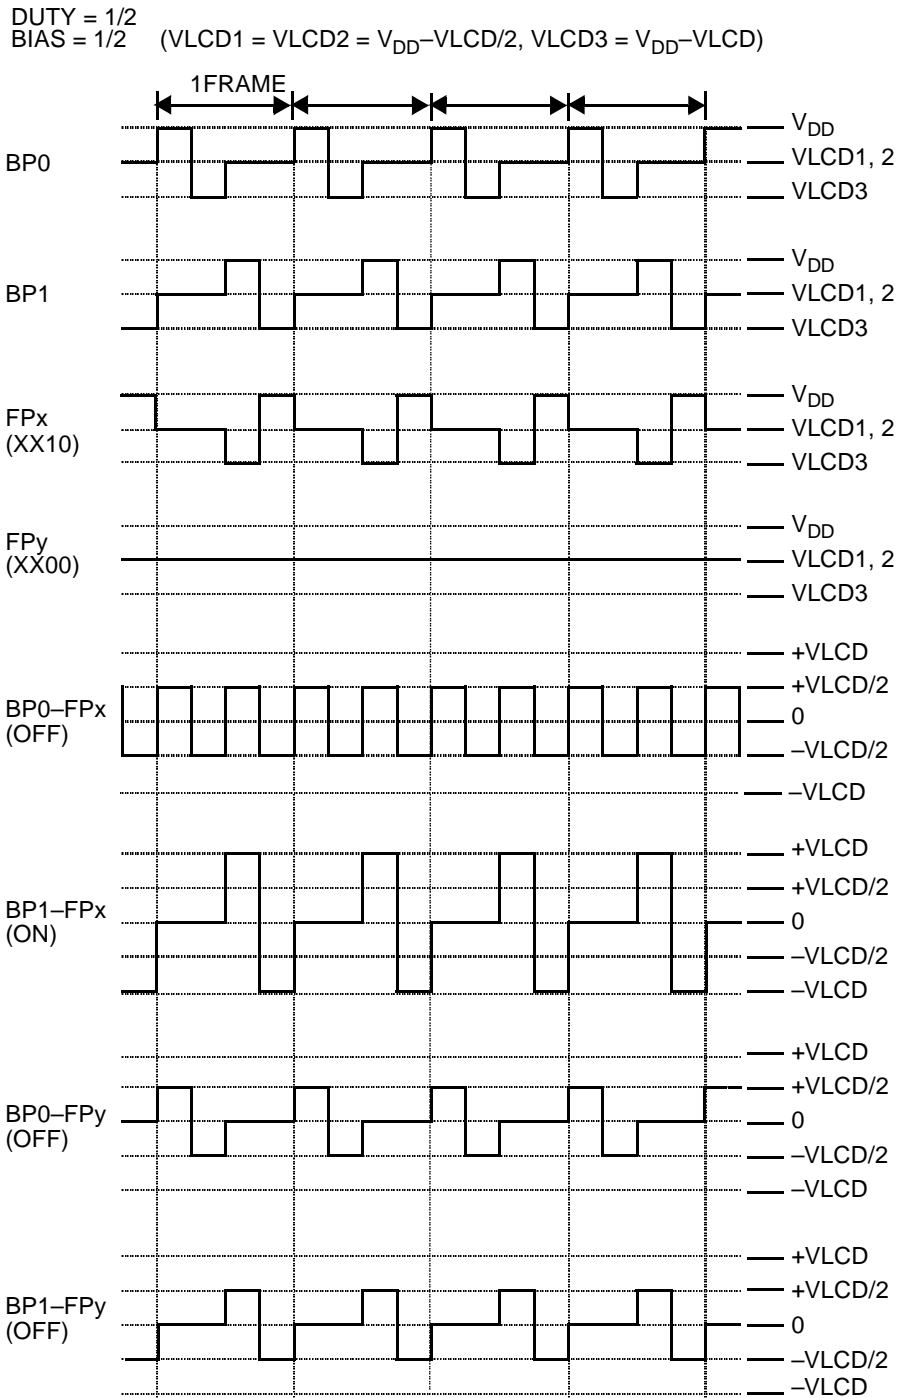 DUTY = 1/2
BIAS = 1/2 (VLCD1 = VLCD2 = VDD–VLCD/2, VLCD3 = VDD–VLCD)
1FRAME
BP0
VDD
VLCD1, 2
VLCD3
BP1
VDD
VLCD1, 2
VLCD3
FPx
(XX10)
VDD
VLCD1, 2
VLCD3
FPy
(XX00)
VDD
VLCD1, 2
VLCD3
BP0–FPx
(OFF)
+VLCD
+VLCD/2
0
–VLCD/2
–VLCD
BP1–FPx
(ON)
+VLCD
+VLCD/2
0
–VLCD/2
–VLCD
BP0–FPy
(OFF)
+VLCD
+VLCD/2
0
–VLCD/2
–VLCD
BP1–FPy
(OFF)
+VLCD
+VLCD/2
0
–VLCD/2
–VLCD